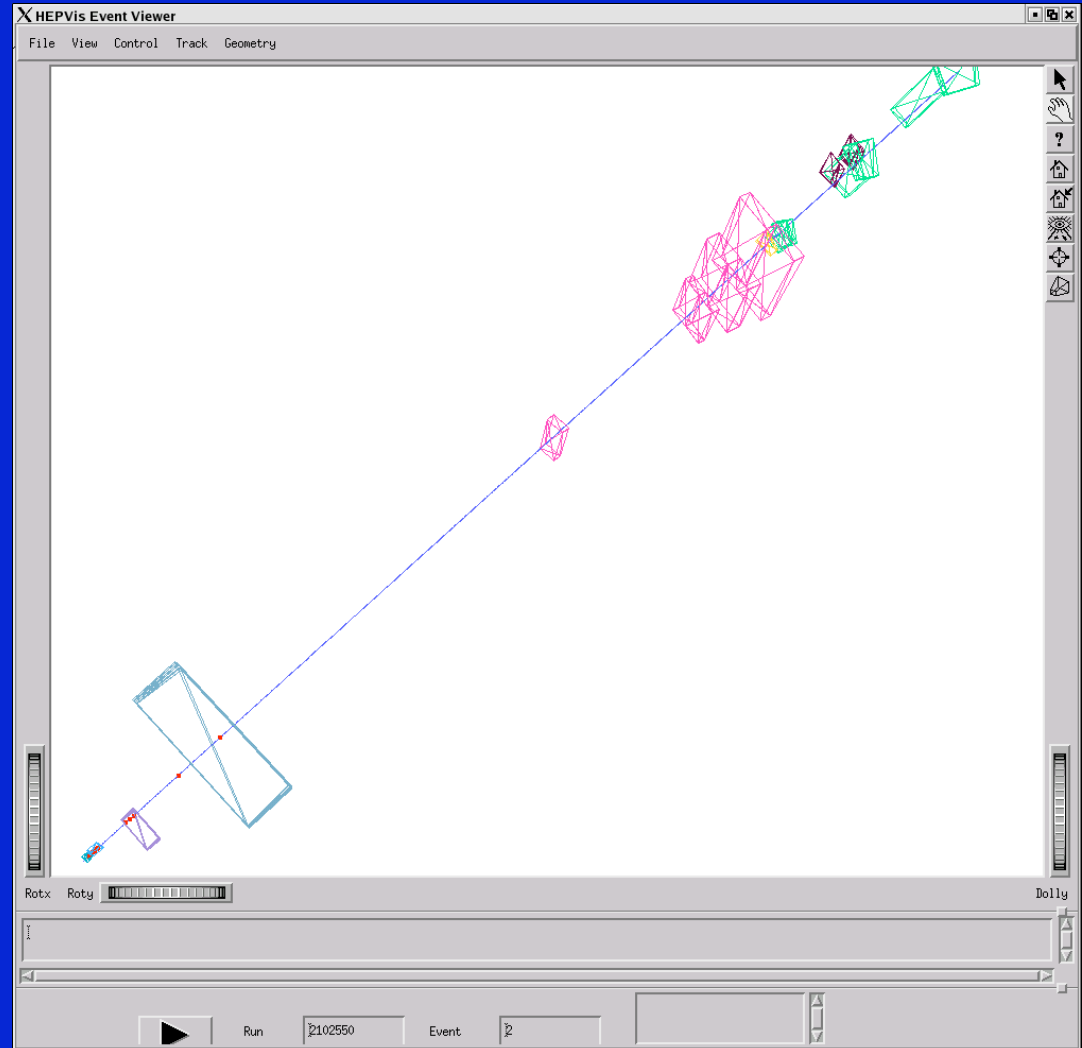 HEPVis Event Viewer
File View Control Track Geometry
?
Rotx Roty Dolly
Run 2102550 Event 2